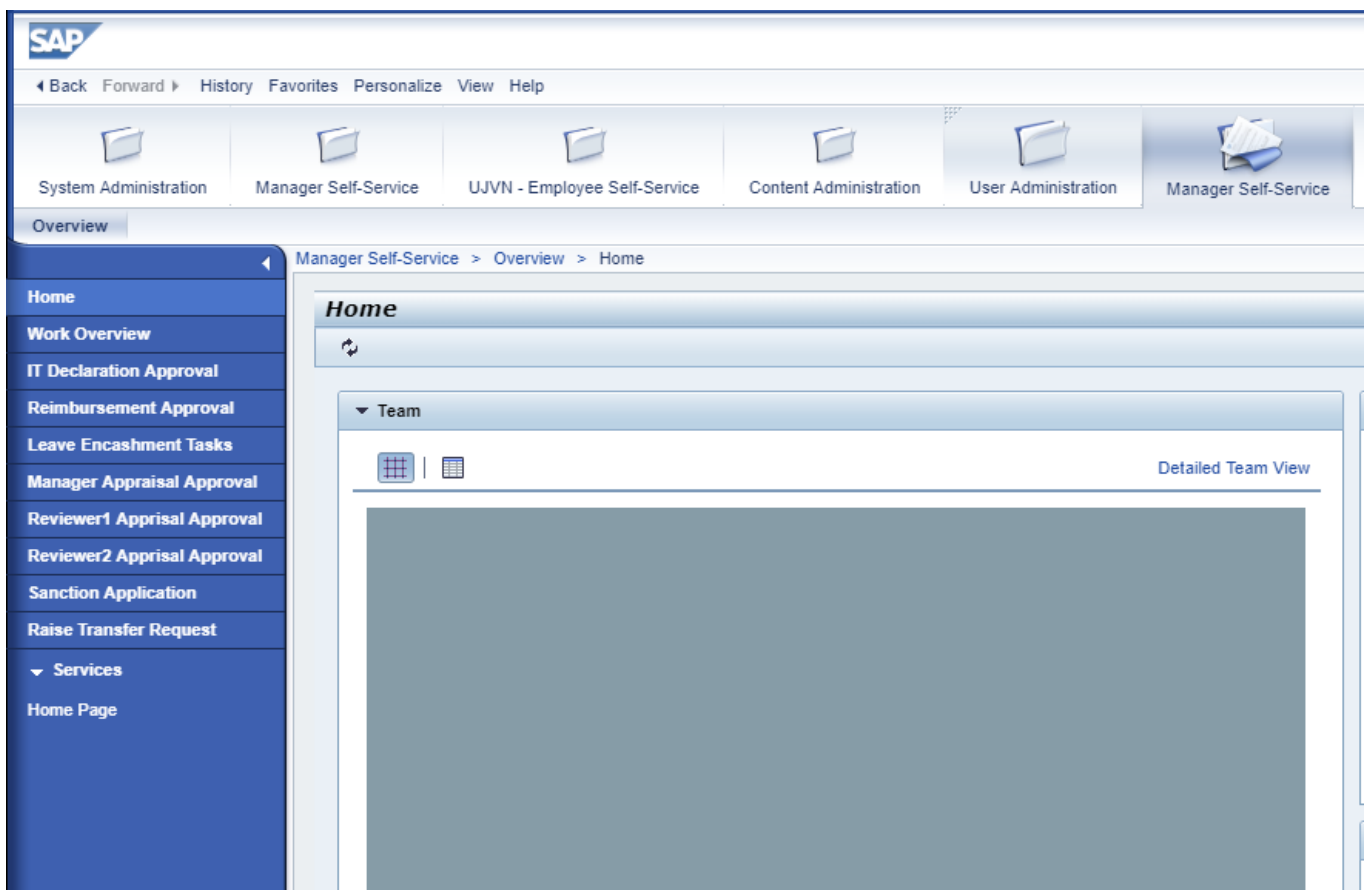 SAP
Back Forward History Favorites Personalize View Help
System Administration Manager Self-Service UJVN - Employee Self-Service Content Administration User Administration Manager Self-Service
Overview
Manager Self-Service > Overview > Home
Home
Work Overview
IT Declaration Approval
Reimbursement Approval
Leave Encashment Tasks
Manager Appraisal Approval
Reviewer1 Apprisal Approval
Reviewer2 Apprisal Approval
Sanction Application
Raise Transfer Request
Services
Home Page
Home
Team
Detailed Team View